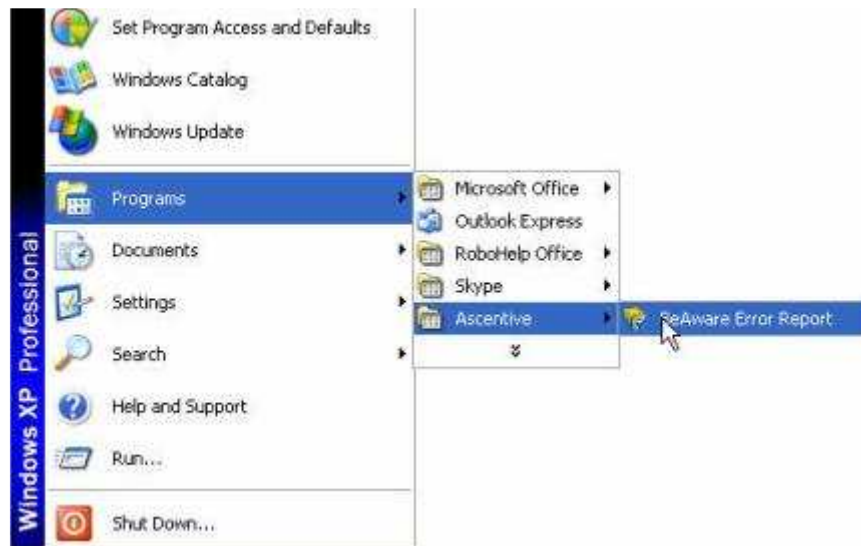 Set Program Access and Defaults
Windows Catalog
Windows Update
Programs
Documents
Settings
Search
Help and Support
Run...
Shut Down...
Microsoft Office
Outlook Express
RoboHelp Office
Skype
Ascentive
Error Report
Windows XP Professional